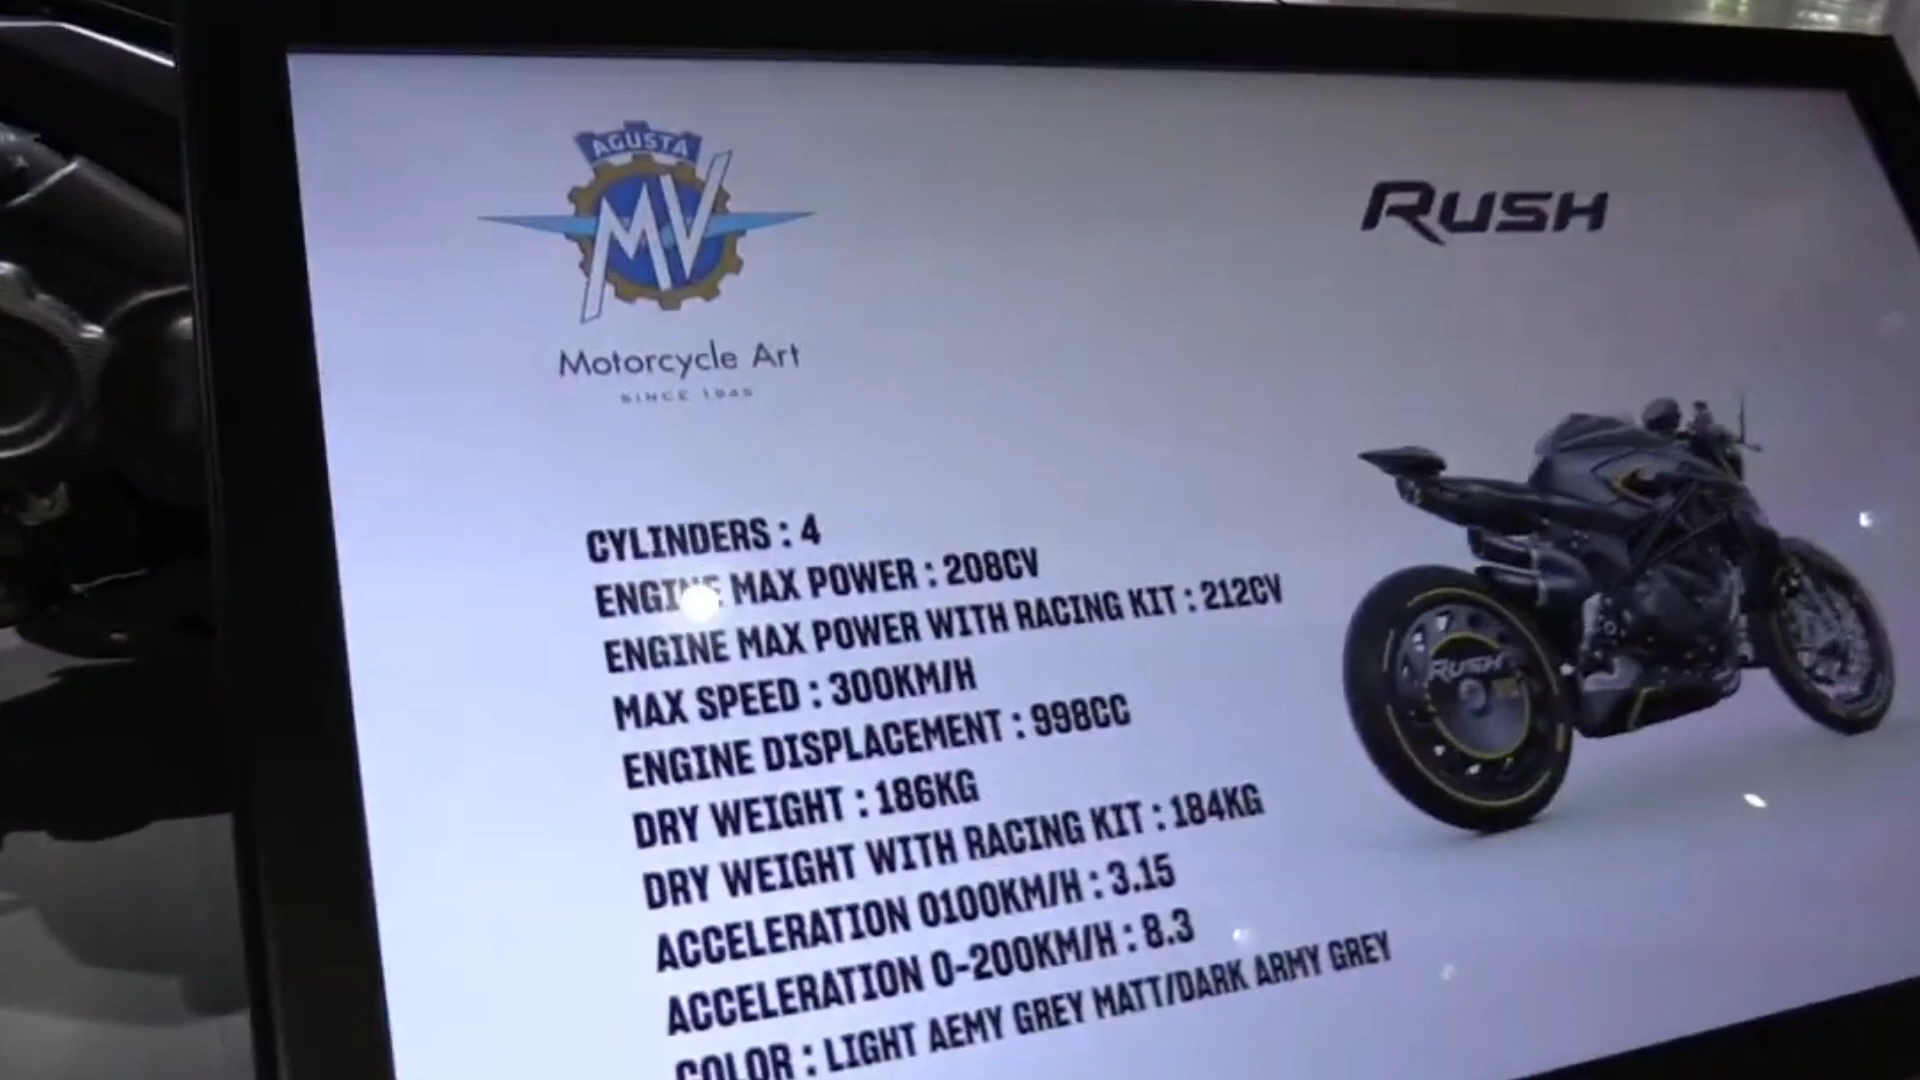 AGUSTA
MV
RUSH
Motorcycle Art
SINCE 1945
CYLINDERS : 4
ENGINE MAX POWER : 208CV
ENGINE MAX POWER WITH RACING KIT : 212CV
MAX SPEED : 300KM/H
ENGINE DISPLACEMENT : 998CC
DRY WEIGHT : 186KG
DRY WEIGHT WITH RACING KIT : 184KG
ACCELERATION 0100KM/H : 3.15
ACCELERATION 0-200KM/H : 8.3
COLOR : LIGHT AEMY GREY MATT/DARK ARMY GREY
RUSH